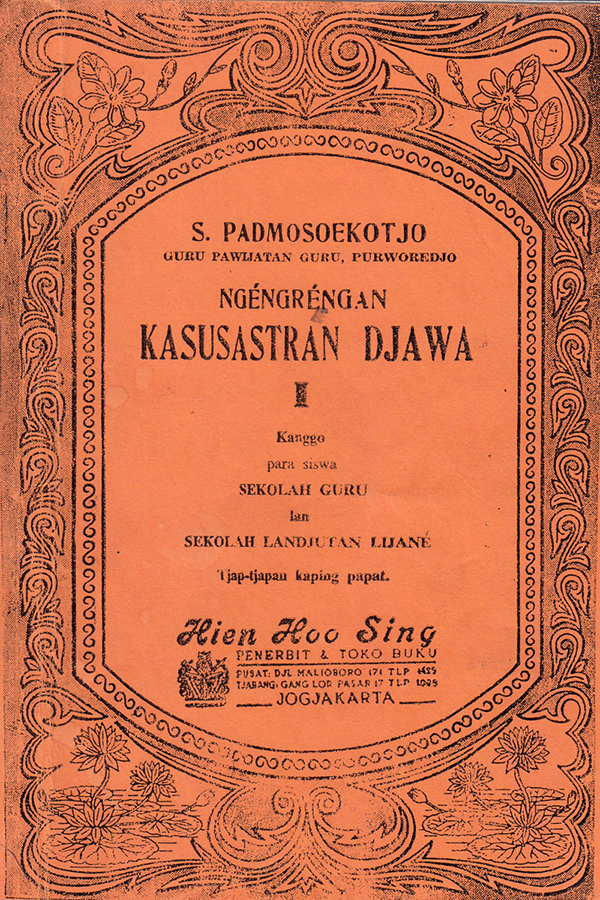 S. PADMOSOEKOTJO
GURU PAWIJATAN GURU, PURWOREDJO
NGÉNGRÉNGAN
KASUSASTRAN DJAWA
I
Kanggo
para siswa
SEKOLAH GURU
lan
SEKOLAH LANDJUTAN LIJANÉ
Tjap-tjapan kaping papat.
Hien Hoo Sing
PENERBIT & TOKO BUKU
PUSAT: DJL MALIOBORO 171 TLP
TJABANG: GANG LOR PASAR 17 TLP
JOGJAKARTA